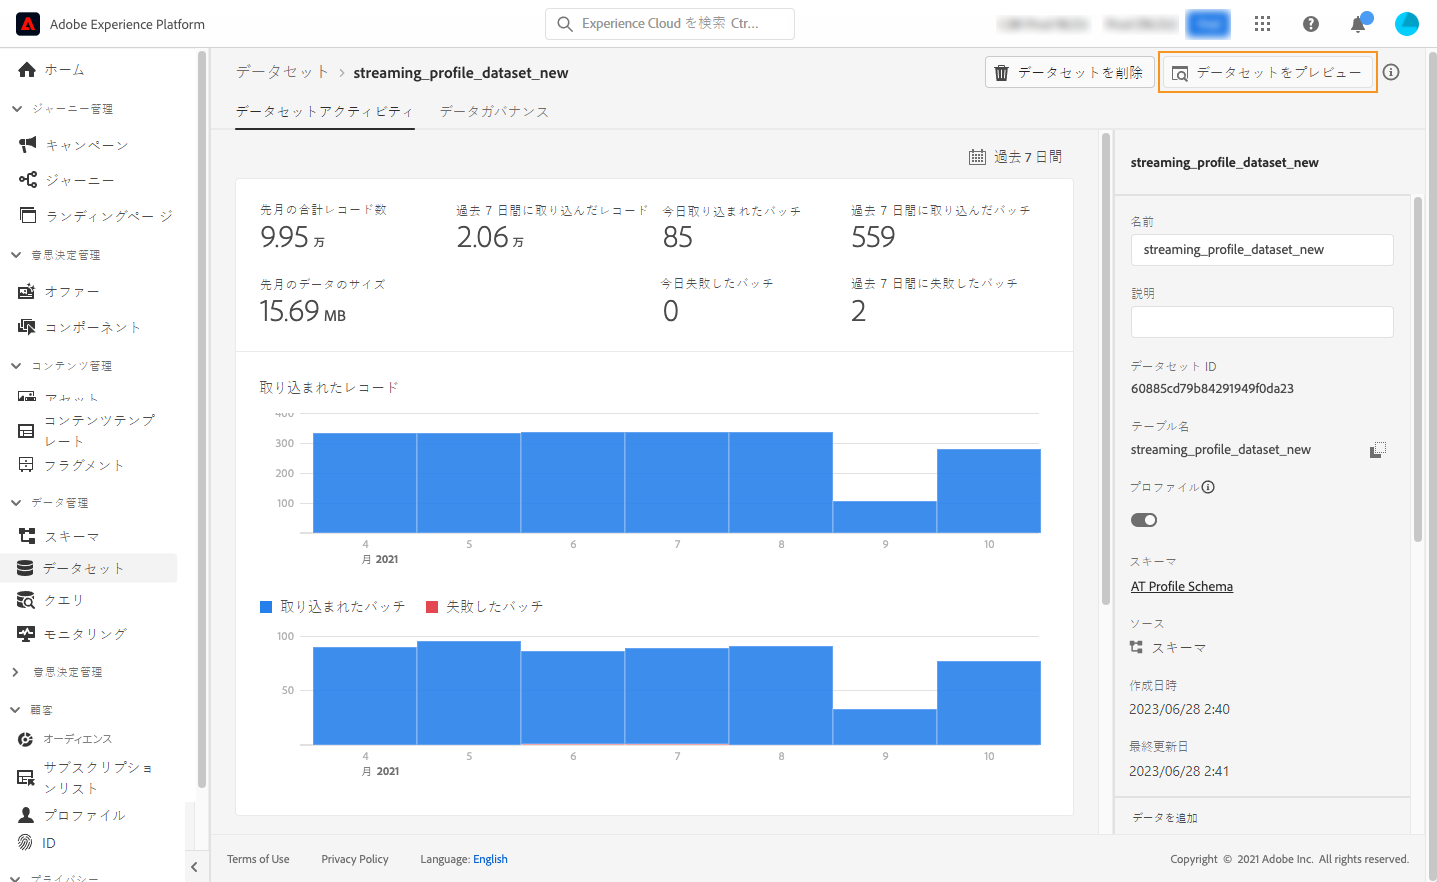 Adobe Experience Platform
Experience Cloud を検索 Ctr...
ホーム
ジャーニー管理
キャンペーン
ジャーニー
ランディングページ
意思決定管理
オファー
コンポーネント
コンテンツ管理
アセット
コンテンツテンプ
レート
フラグメント
データ管理
スキーマ
データセット
クエリ
モニタリング
意思決定管理
顧客
オーディエンス
サブスクリプショ
ンリスト
プロファイル
ID
プライバシー
データセット > streaming_profile_dataset_new
データセットを削除
データセットをプレビュー
データセットアクティビティ
データガバナンス
過去 7 日間
先月の合計レコード数
9.95 万
過去 7 日間に取り込んだレコード
2.06 万
今日取り込まれたバッチ
85
過去 7 日間に取り込んだバッチ
559
先月のデータのサイズ
15.69 MB
今日失敗したバッチ
0
過去 7 日間に失敗したバッチ
2
取り込まれたレコード
400
300
200
100
4 5 6 7 8 9 10
月 2021
取り込まれたバッチ 失敗したバッチ
100
50
4 5 6 7 8 9 10
月 2021
streaming_profile_dataset_new
名前
streaming_profile_dataset_new
説明
データセット ID
60885cd79b84291949f0da23
テーブル名
streaming_profile_dataset_new
プロファイル
スキーマ
AT Profile Schema
ソース
スキーマ
作成日時
2023/06/28 2:40
最終更新日
2023/06/28 2:41
データを追加
Terms of Use Privacy Policy Language: English
Copyright © 2021 Adobe Inc. All rights reserved.